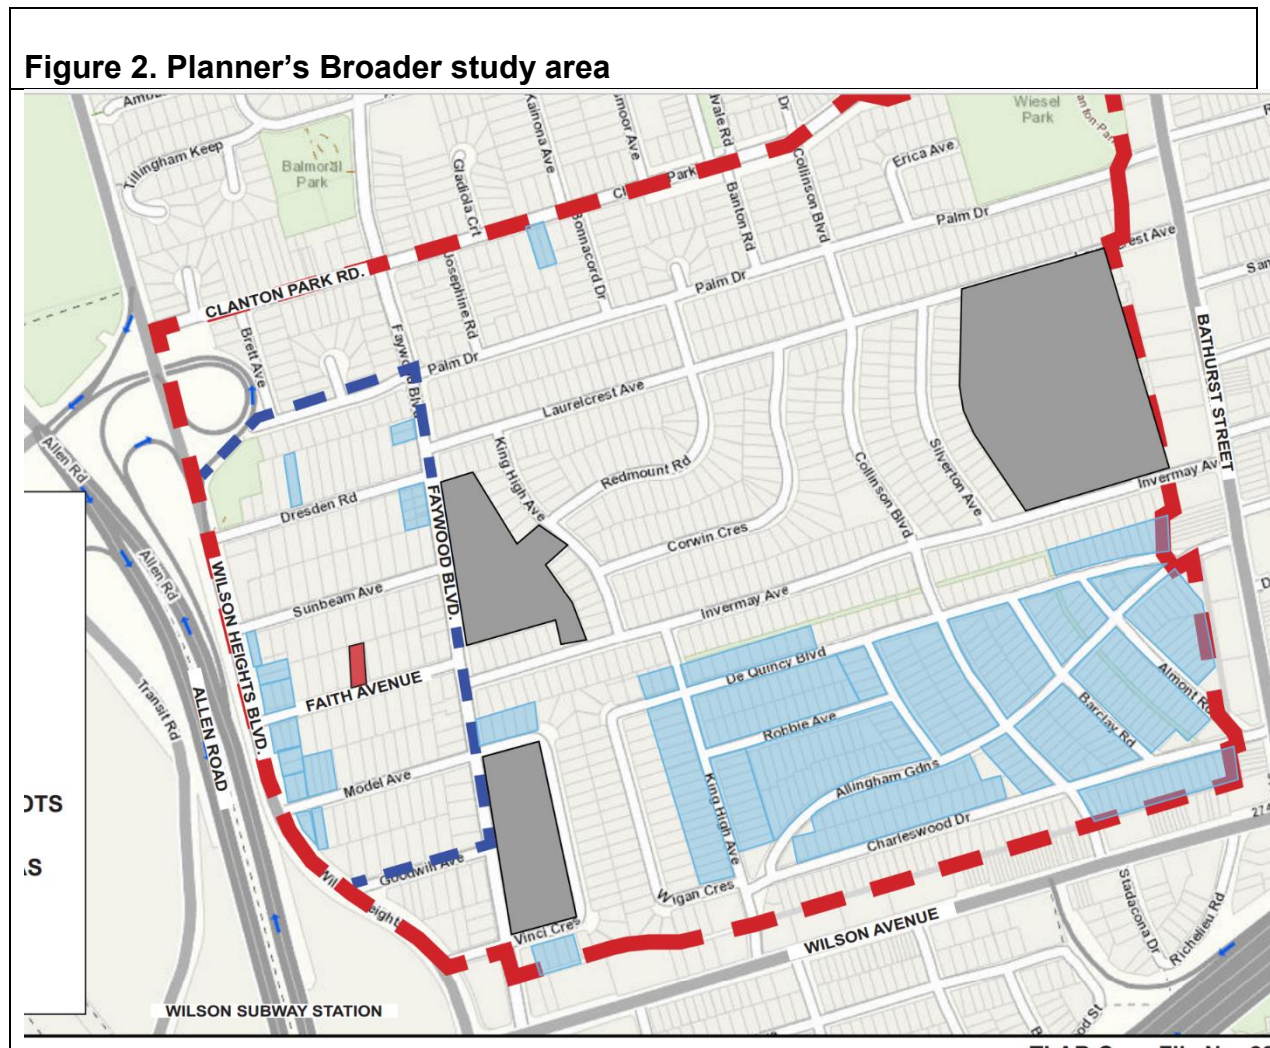 Figure 2. Planner's Broader study area
Tillingham Keep
Balmoral
Park
Gladiola Crt
Kainona Ave
Wiesel
Park
Erica Ave
Collinson Blvd
Banton Rd
Palm Dr
Bonnacord Dr
Josephine Rd
CLANTON PARK RD.
Brett Ave
Palm Dr
Palm Dr
Faywood Blvd
BATHURST STREET
Laurelcrest Ave
King High Ave
Redmount Rd
Collinson Blvd
Silverton Ave
Invermay Av
Allen Rd
Dresden Rd
FAYWOOD BLVD.
Corwin Cres
Allen Rd
Sunbeam Ave
Invermay Ave
WILSON HEIGHTS BLVD.
FAITH AVENUE
De Quincy Blvd
Almont Rd
Transit Rd
ALLEN ROAD
Robbie Ave
Barclay Rd
Model Ave
King High Ave
Allingham Gdns
OTS
Charleswood Dr
AS
Goodwill Ave
Wigan Cres
Stadacona Dr
Richelieu Rd
Vinci Cres
WILSON AVENUE
WILSON SUBWAY STATION